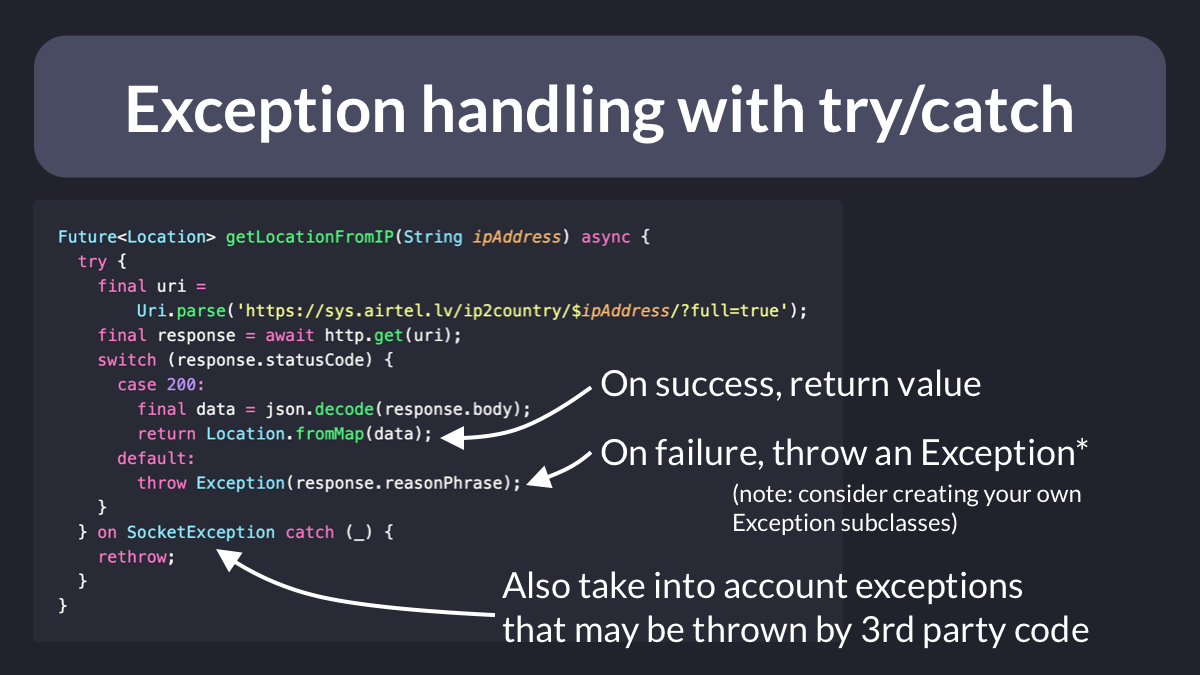 Exception handling with try/catch
Future<Location> getLocationFromIP(String ipAddress) async {
  try {
    final uri =
        Uri.parse('https://sys.airtel.lv/ip2country/$ipAddress/?full=true');
    final response = await http.get(uri);
    switch (response.statusCode) {
      case 200:
        final data = json.decode(response.body);
        return Location.fromMap(data);
      default:
        throw Exception(response.reasonPhrase);
    }
  } on SocketException catch (_) {
    rethrow;
  }
}
On success, return value
On failure, throw an Exception*
(note: consider creating your own
Exception subclasses)
Also take into account exceptions
that may be thrown by 3rd party code